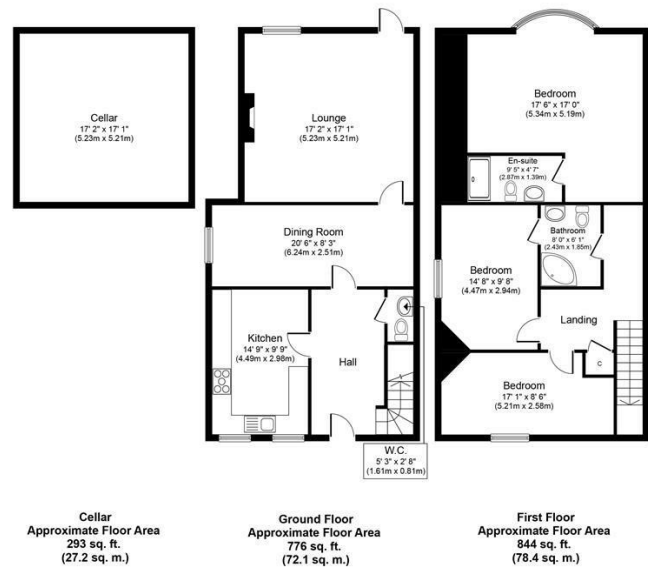 Cellar
17' 2" x 17' 1"
(5.23m x 5.21m)
Lounge
17' 2" x 17' 1"
(5.23m x 5.21m)
Dining Room
20' 6" x 8' 3"
(6.24m x 2.51m)
Kitchen
14' 9" x 9' 9"
(4.49m x 2.98m)
Hall
W.C.
5' 3" x 2' 8"
(1.61m x 0.81m)
Bedroom
17' 6" x 17' 0"
(5.34m x 5.19m)
En-suite
9' 5" x 4' 7"
(2.87m x 1.39m)
Bathroom
8' 0" x 6' 1"
(2.43m x 1.85m)
Bedroom
14' 8" x 9' 8"
(4.47m x 2.94m)
Landing
C
Bedroom
17' 1" x 8' 6"
(5.21m x 2.58m)
Cellar
Approximate Floor Area
293 sq. ft.
(27.2 sq. m.)
Ground Floor
Approximate Floor Area
776 sq. ft.
(72.1 sq. m.)
First Floor
Approximate Floor Area
844 sq. ft.
(78.4 sq. m.)